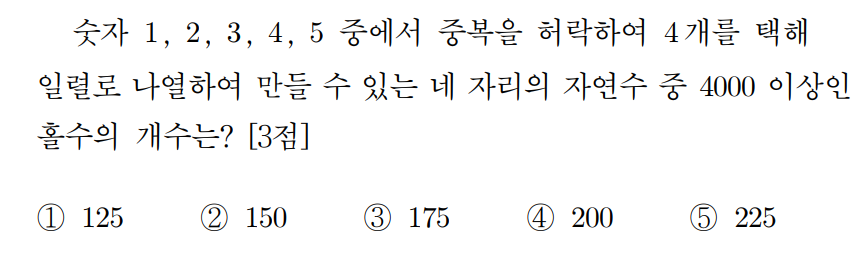 숫자 1, 2, 3, 4, 5 중에서 중복을 허락하여 4개를 택해
일렬로 나열하여 만들 수 있는 네 자리의 자연수 중 4000 이상인
홀수의 개수는? [3점]
① 125 ② 150 ③ 175 ④ 200 ⑤ 225